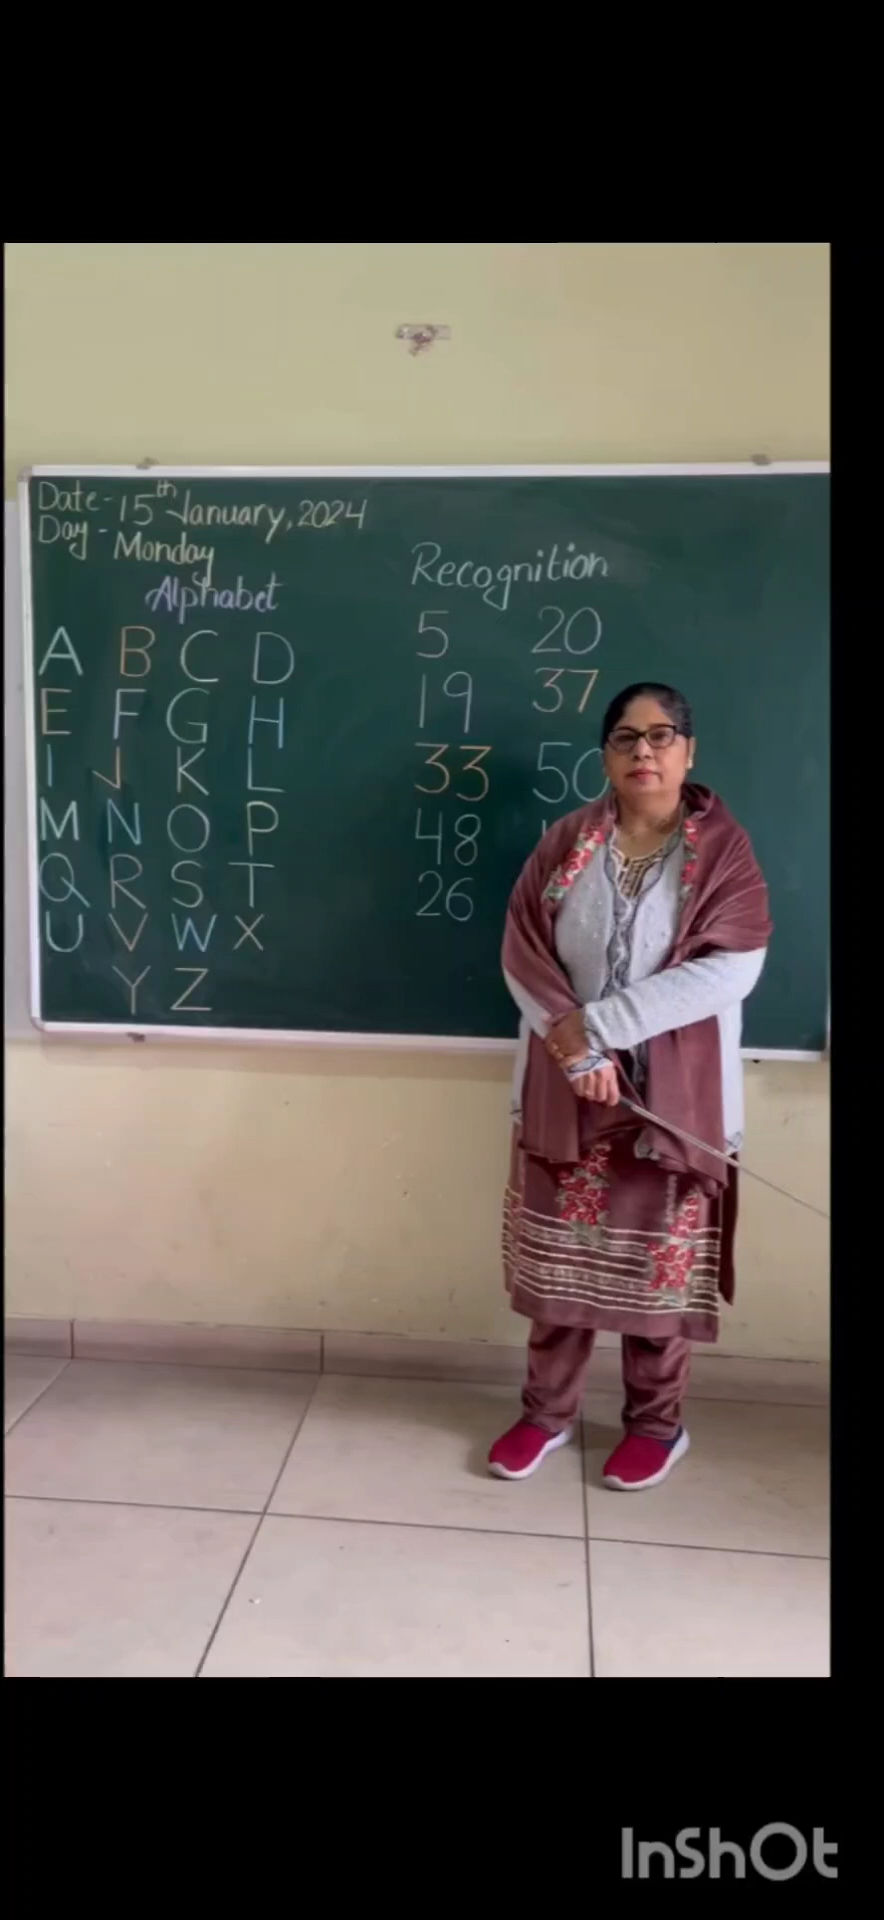 Date - 15th January, 2024
Day - Monday
Alphabet
A B C D
E F G H
I J K L
M N O P
Q R S T
U V W X
Y Z
Recognition
5 20
19 37
33 50
48
26
InShOt